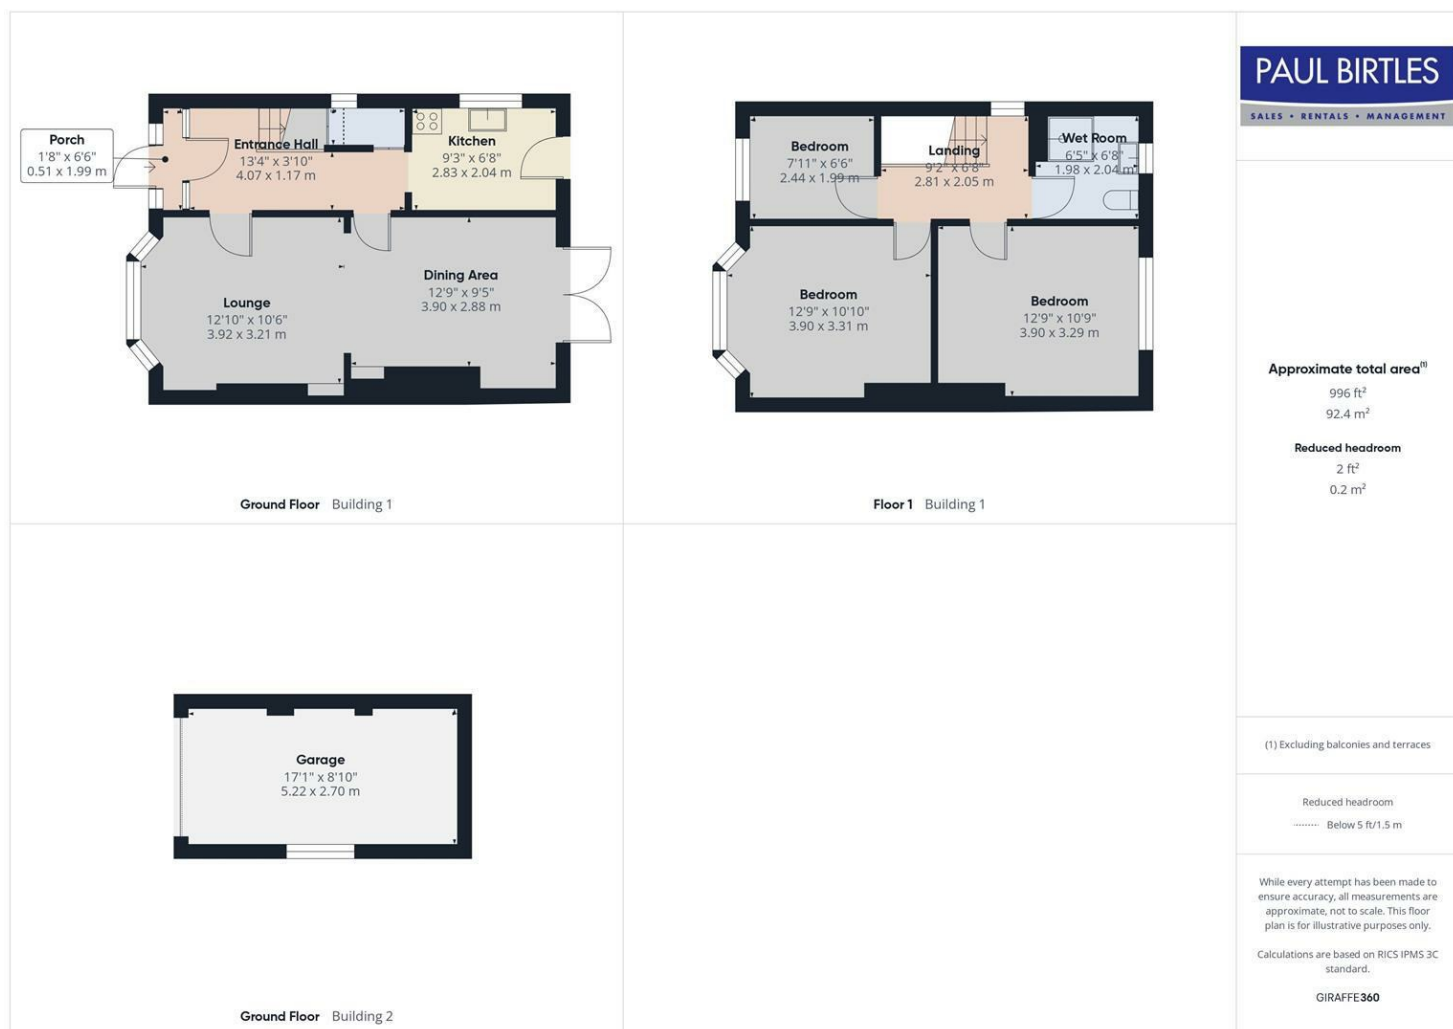 Porch
1'8" x 6'6"
0.51 x 1.99 m
Entrance Hall
13'4" x 3'10"
4.07 x 1.17 m
Kitchen
9'3" x 6'8"
2.83 x 2.04 m
Lounge
12'10" x 10'6"
3.92 x 3.21 m
Dining Area
12'9" x 9'5"
3.90 x 2.88 m
Ground Floor Building 1
Bedroom
7'11" x 6'6"
2.44 x 1.99 m
Landing
9'2" x 6'8"
2.81 x 2.05 m
Wet Room
6'5" x 6'8"
1.98 x 2.04 m
Bedroom
12'9" x 10'10"
3.90 x 3.31 m
Bedroom
12'9" x 10'9"
3.90 x 3.29 m
Floor 1 Building 1
Garage
17'1" x 8'10"
5.22 x 2.70 m
Ground Floor Building 2
PAUL BIRTLES
SALES • RENTALS • MANAGEMENT
Approximate total area(1)
996 ft²
92.4 m²
Reduced headroom
2 ft²
0.2 m²
(1) Excluding balconies and terraces
Reduced headroom
Below 5 ft/1.5 m
While every attempt has been made to
ensure accuracy, all measurements are
approximate, not to scale. This floor
plan is for illustrative purposes only.
Calculations are based on RICS IPMS 3C
standard.
GIRAFFE360